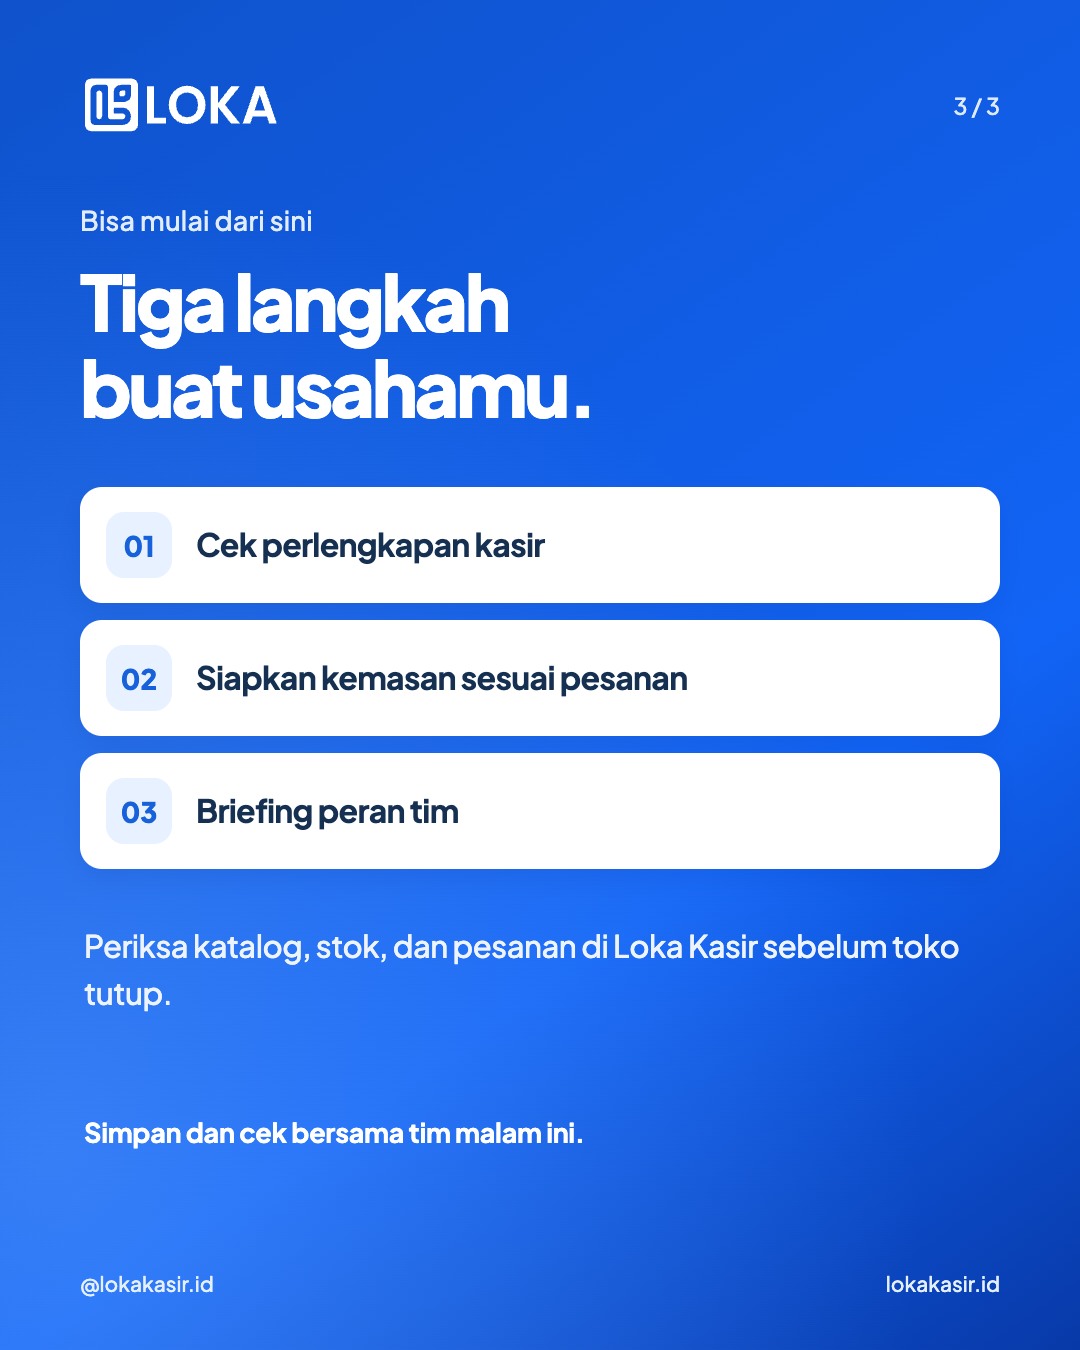 LOKA
3 / 3
Bisa mulai dari sini
Tiga langkah
buat usahamu.
01 Cek perlengkapan kasir
02 Siapkan kemasan sesuai pesanan
03 Briefing peran tim
Periksa katalog, stok, dan pesanan di Loka Kasir sebelum toko
tutup.
Simpan dan cek bersama tim malam ini.
@lokakasir.id
lokakasir.id